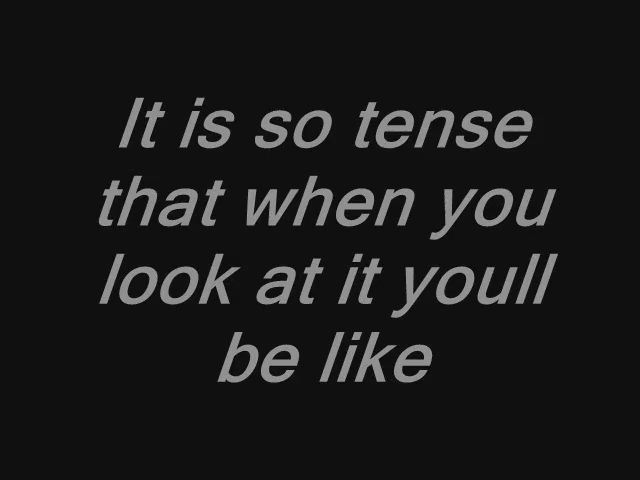 It is so tense
that when you
look at it youll
be like